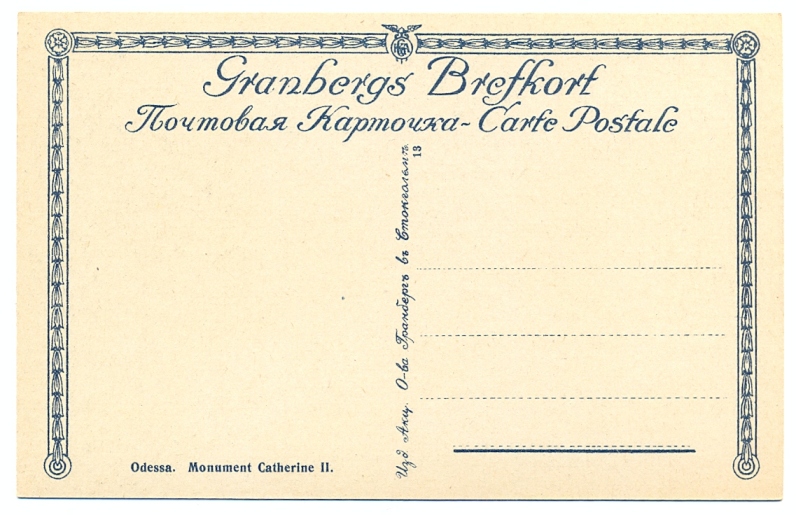 Granbergs Brefkort
Почтовая Карточка - Carte Postale
Изд. Акц. О-ва Гранбергъ въ Стокгольмѣ
13
Odessa. Monument Catherine II.